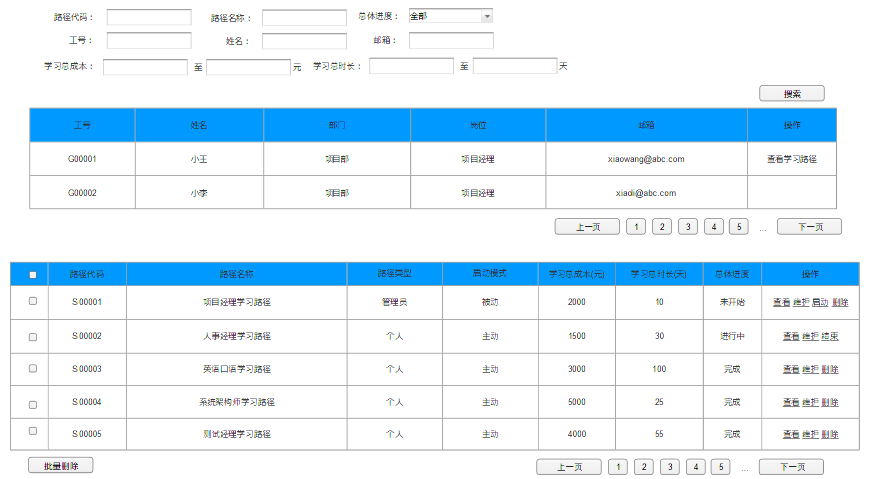 路径代码： 路径名称： 总体进度： 全部
工号： 姓名： 邮箱：
学习总成本： 至 元 学习总时长： 至 天
搜索
工号 姓名 部门 岗位 邮箱 操作
G00001 小王 项目部 项目经理 xiaowang@abc.com 查看学习路径
G00002 小李 项目部 项目经理 xiadi@abc.com
上一页 1 2 3 4 5 ... 下一页
路径代码 路径名称 路径类型 启动模式 学习总成本(元) 学习总时长(天) 总体进度 操作
S00001 项目经理学习路径 管理员 被动 2000 10 未开始 查看 维护 启动 删除
S00002 人事经理学习路径 个人 主动 1500 30 进行中 查看 维护 结束
S00003 英语口语学习路径 个人 主动 3000 100 完成 查看 维护 删除
S00004 系统架构师学习路径 个人 主动 5000 25 完成 查看 维护 删除
S00005 测试经理学习路径 个人 主动 4000 55 完成 查看 维护 删除
批量删除 上一页 1 2 3 4 5 ... 下一页